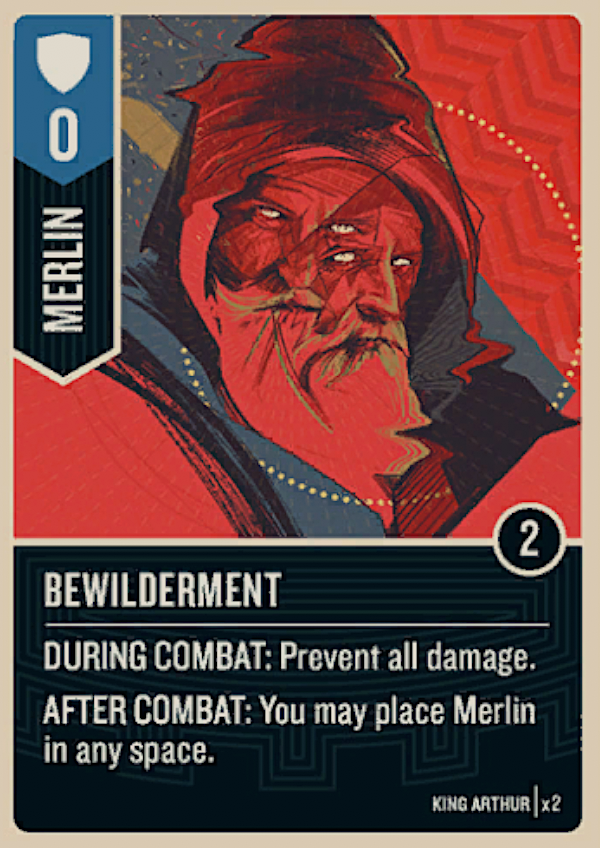 0
MERLIN
2
BEWILDERMENT
DURING COMBAT: Prevent all damage.
AFTER COMBAT: You may place Merlin
in any space.
KING ARTHUR | x2